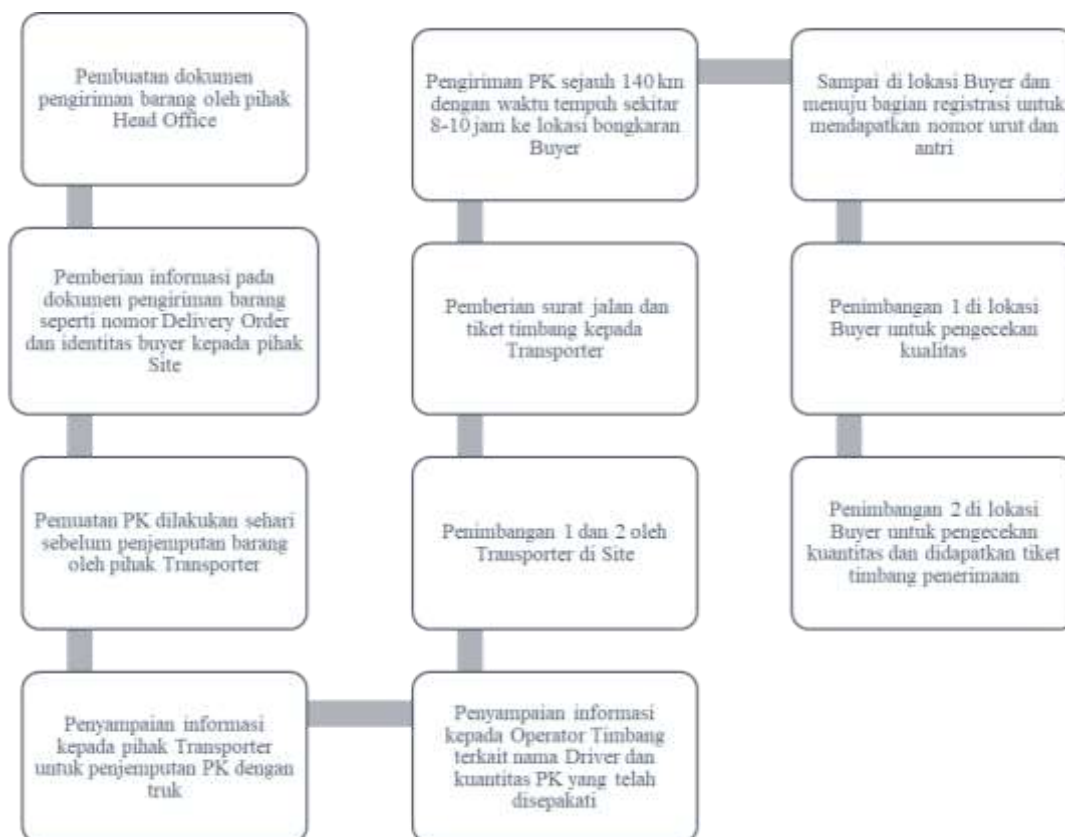 Pembuatan dokumen
pengiriman barang oleh pihak
Head Office
Pemberian informasi pada
dokumen pengiriman barang
seperti nomor Delivery Order
dan identitas buyer kepada pihak
Site
Pemuatan PK dilakukan sehari
sebelum penjemputan barang
oleh pihak Transporter
Penyampaian informasi
kepada pihak Transporter
untuk penjemputan PK dengan
truk
Penyampaian informasi
kepada Operator Timbang
terkait nama Driver dan
kuantitas PK yang telah
disepakati
Penimbangan 1 dan 2 oleh
Transporter di Site
Pemberian surat jalan dan
tiket timbang kepada
Transporter
Pengiriman PK sejauh 140 km
dengan waktu tempuh sekitar
8-10 jam ke lokasi bongkaran
Buyer
Sampai di lokasi Buyer dan
menuju bagian registrasi untuk
mendapatkan nomor urut dan
antri
Penimbangan 1 di lokasi
Buyer untuk pengecekan
kualitas
Penimbangan 2 di lokasi
Buyer untuk pengecekan
kuantitas dan didapatkan tiket
timbang penerimaan